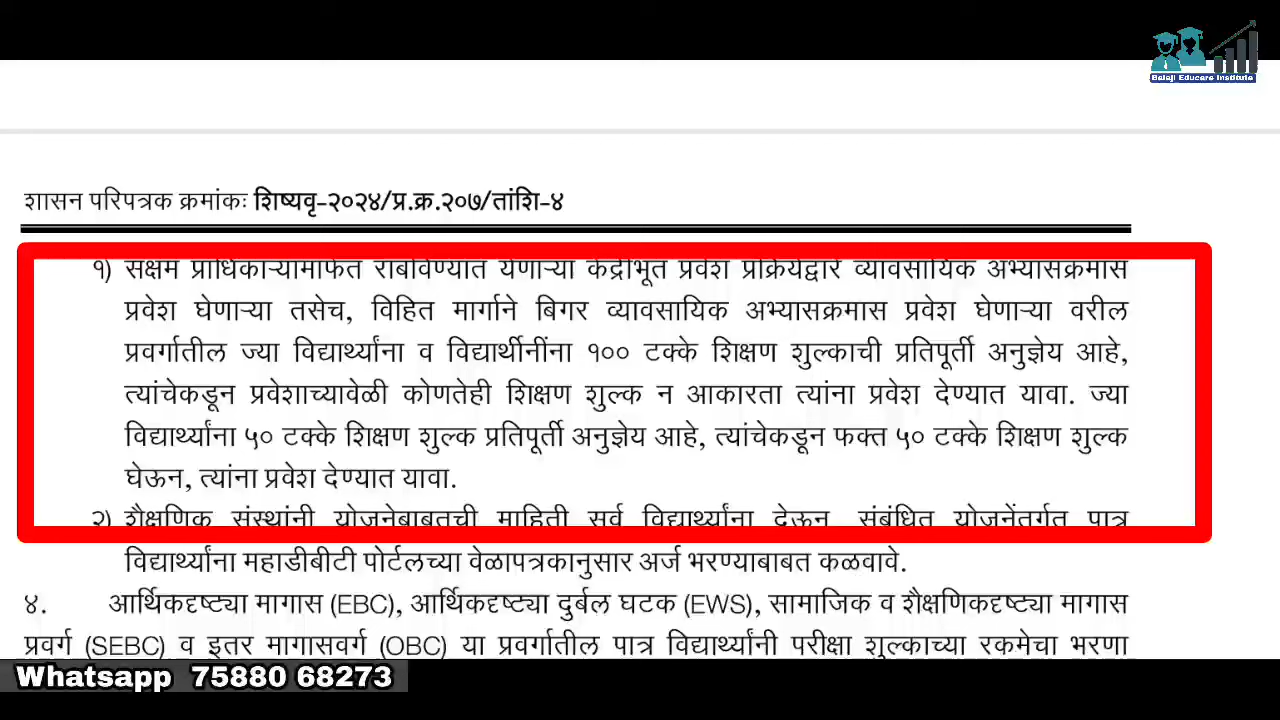 Balaji Educare Institute
शासन परिपत्रक क्रमांकः शिष्यवृ-२०२४/प्र.क्र.२०७/तांशि-४
१) सक्षम प्राधिकाऱ्यामार्फत राबविण्यात येणाऱ्या केंद्रीभूत प्रवेश प्रक्रियेद्वारे व्यावसायिक अभ्यासक्रमास
प्रवेश घेणाऱ्या तसेच, विहित मार्गाने बिगर व्यावसायिक अभ्यासक्रमास प्रवेश घेणाऱ्या वरील
प्रवर्गातील ज्या विद्यार्थ्यांना व विद्यार्थीनींना १०० टक्के शिक्षण शुल्काची प्रतिपूर्ती अनुज्ञेय आहे,
त्यांचेकडून प्रवेशाच्यावेळी कोणतेही शिक्षण शुल्क न आकारता त्यांना प्रवेश देण्यात यावा. ज्या
विद्यार्थ्यांना ५० टक्के शिक्षण शुल्क प्रतिपूर्ती अनुज्ञेय आहे, त्यांचेकडून फक्त ५० टक्के शिक्षण शुल्क
घेऊन, त्यांना प्रवेश देण्यात यावा.
२) शैक्षणिक संस्थांनी योजनेबाबतची माहिती सर्व विद्यार्थ्यांना देऊन संबंधित योजनेंतर्गत पात्र
विद्यार्थ्यांना महाडीबीटी पोर्टलच्या वेळापत्रकानुसार अर्ज भरण्याबाबत कळवावे.
४. आर्थिकदृष्ट्या मागास (EBC), आर्थिकदृष्ट्या दुर्बल घटक (EWS), सामाजिक व शैक्षणिकदृष्ट्या मागास
प्रवर्ग (SEBC) व इतर मागासवर्ग (OBC) या प्रवर्गातील पात्र विद्यार्थ्यांनी परीक्षा शुल्काच्या रकमेचा भरणा
Whatsapp 75880 68273